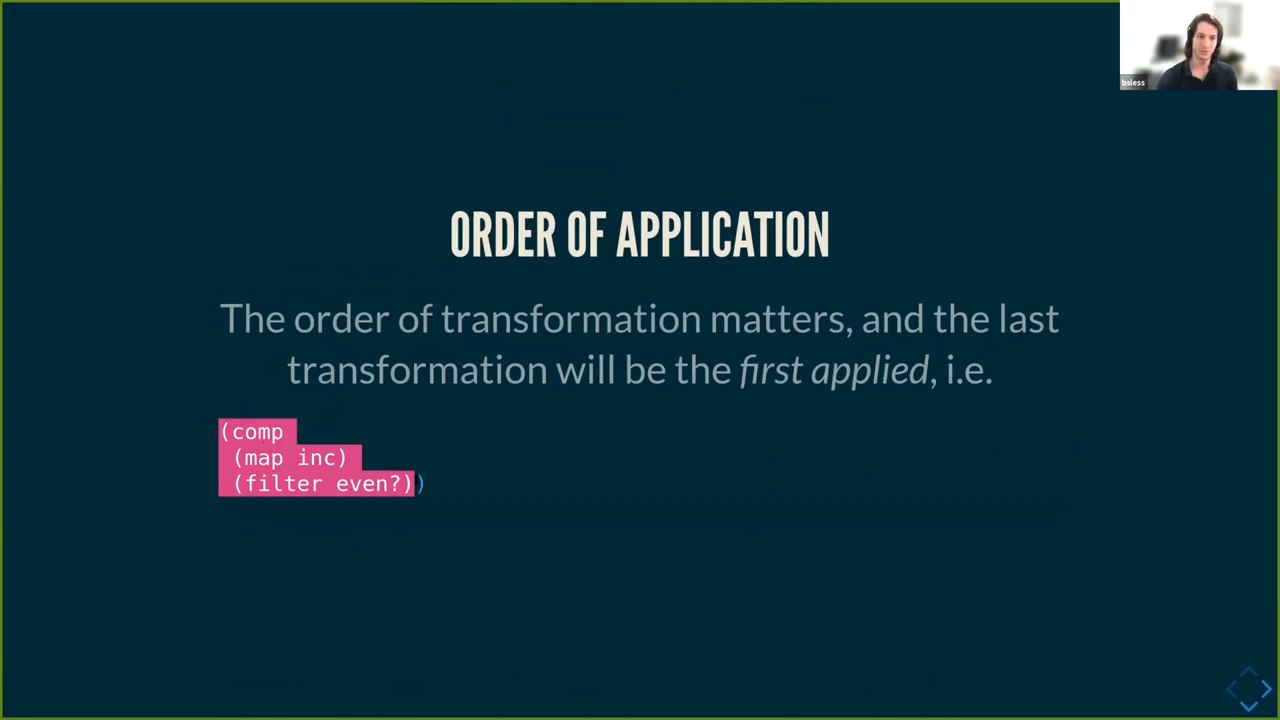 bsless
ORDER OF APPLICATION
The order of transformation matters, and the last
transformation will be the first applied, i.e.
(comp
(map inc)
(filter even?))